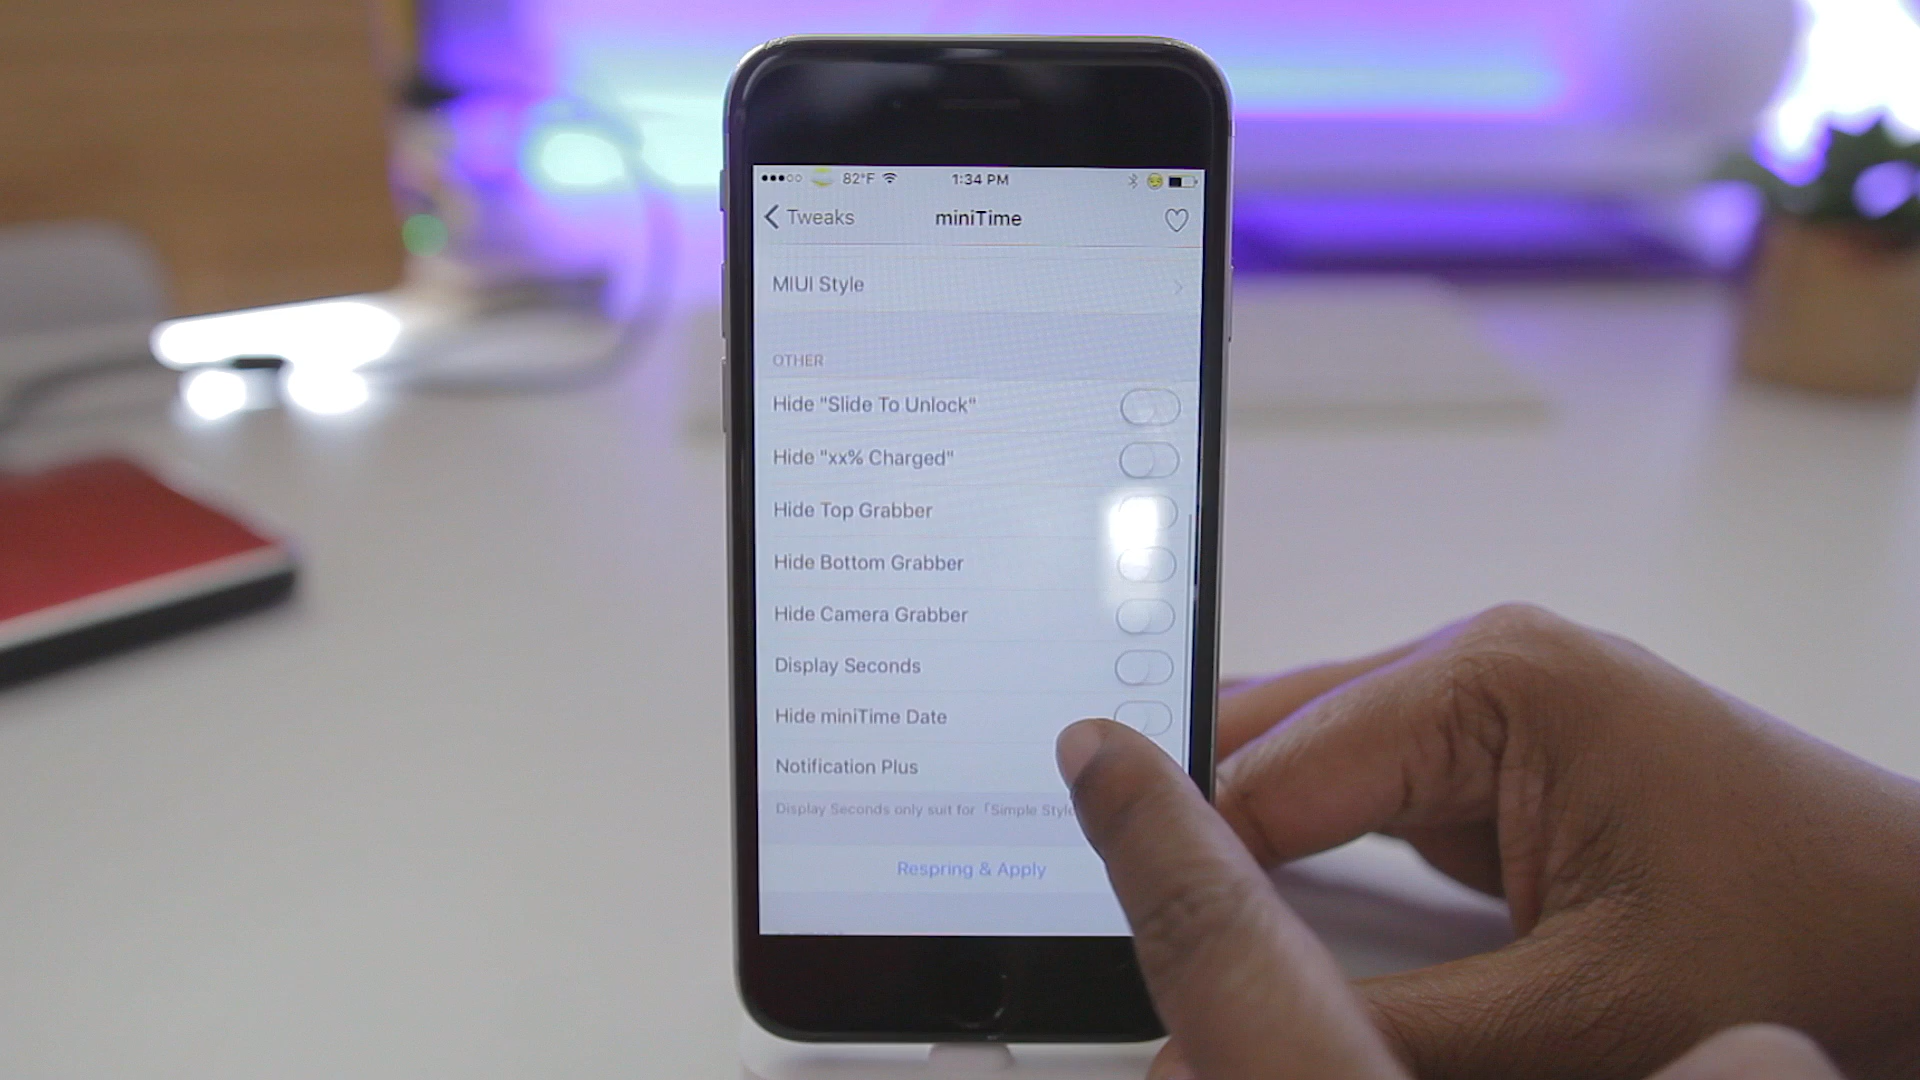 82°F 1:34 PM
Tweaks miniTime
MIUI Style
OTHER
Hide "Slide To Unlock"
Hide "xx% Charged"
Hide Top Grabber
Hide Bottom Grabber
Hide Camera Grabber
Display Seconds
Hide miniTime Date
Notification Plus
Display Seconds only suit for「Simple Style
Respring & Apply